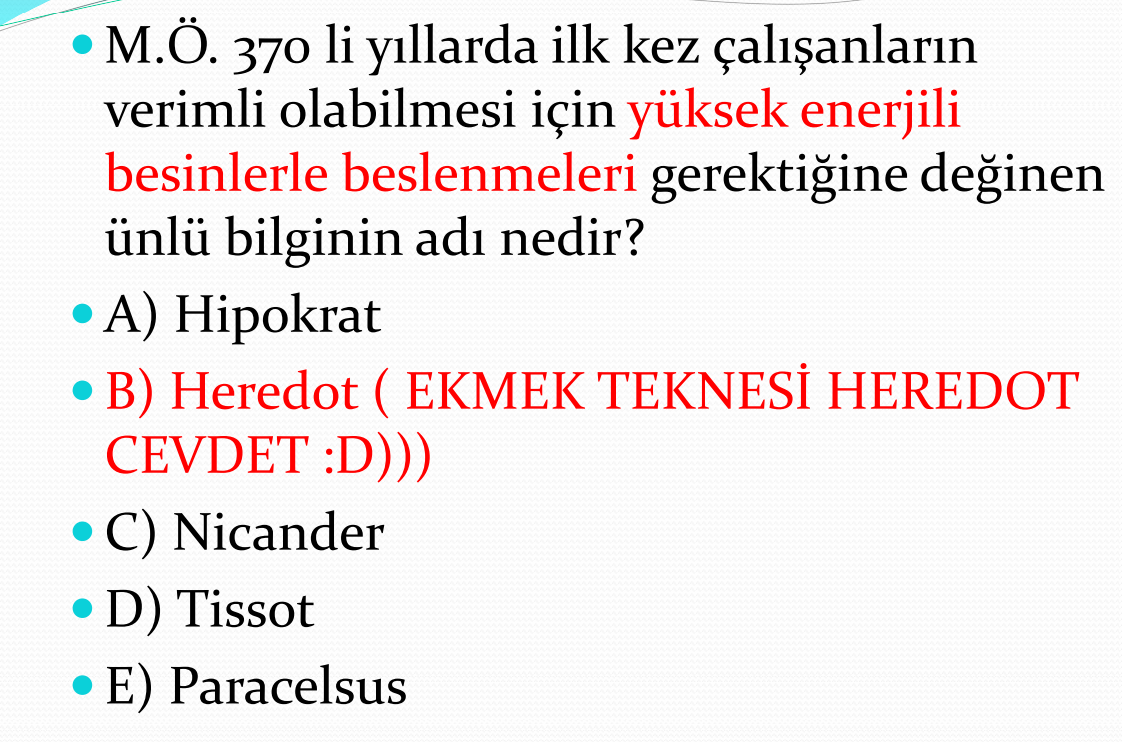 M.Ö. 370 li yıllarda ilk kez çalışanların
verimli olabilmesi için yüksek enerjili
besinlerle beslenmeleri gerektiğine değinen
ünlü bilginin adı nedir?
A) Hipokrat
B) Heredot ( EKMEK TEKNESİ HEREDOT
CEVDET :D)))
C) Nicander
D) Tissot
E) Paracelsus